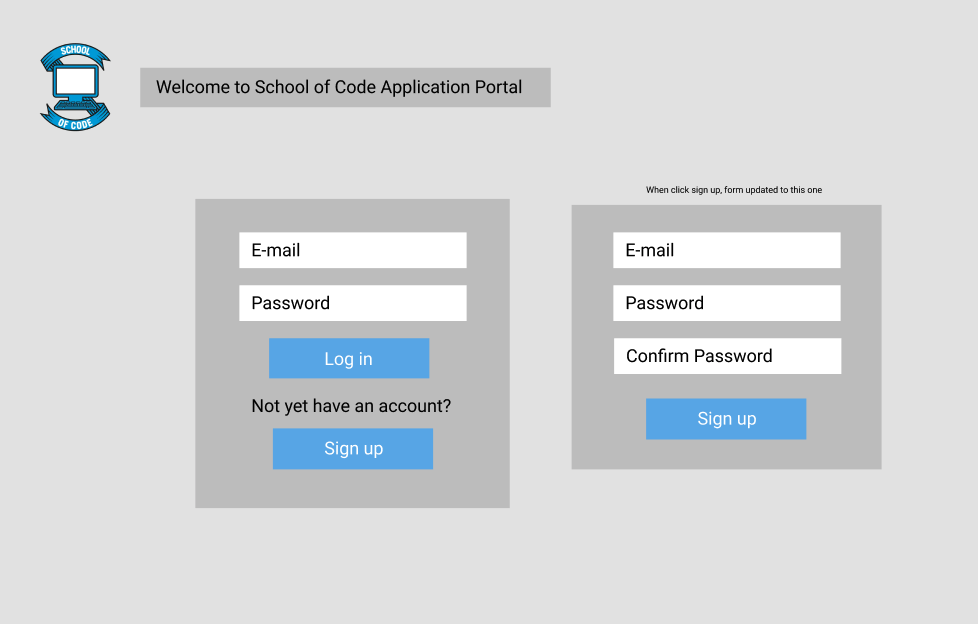 SCHOOL
OF CODE
Welcome to School of Code Application Portal
E-mail
Password
Log in
Not yet have an account?
Sign up
When click sign up, form updated to this one
E-mail
Password
Confirm Password
Sign up